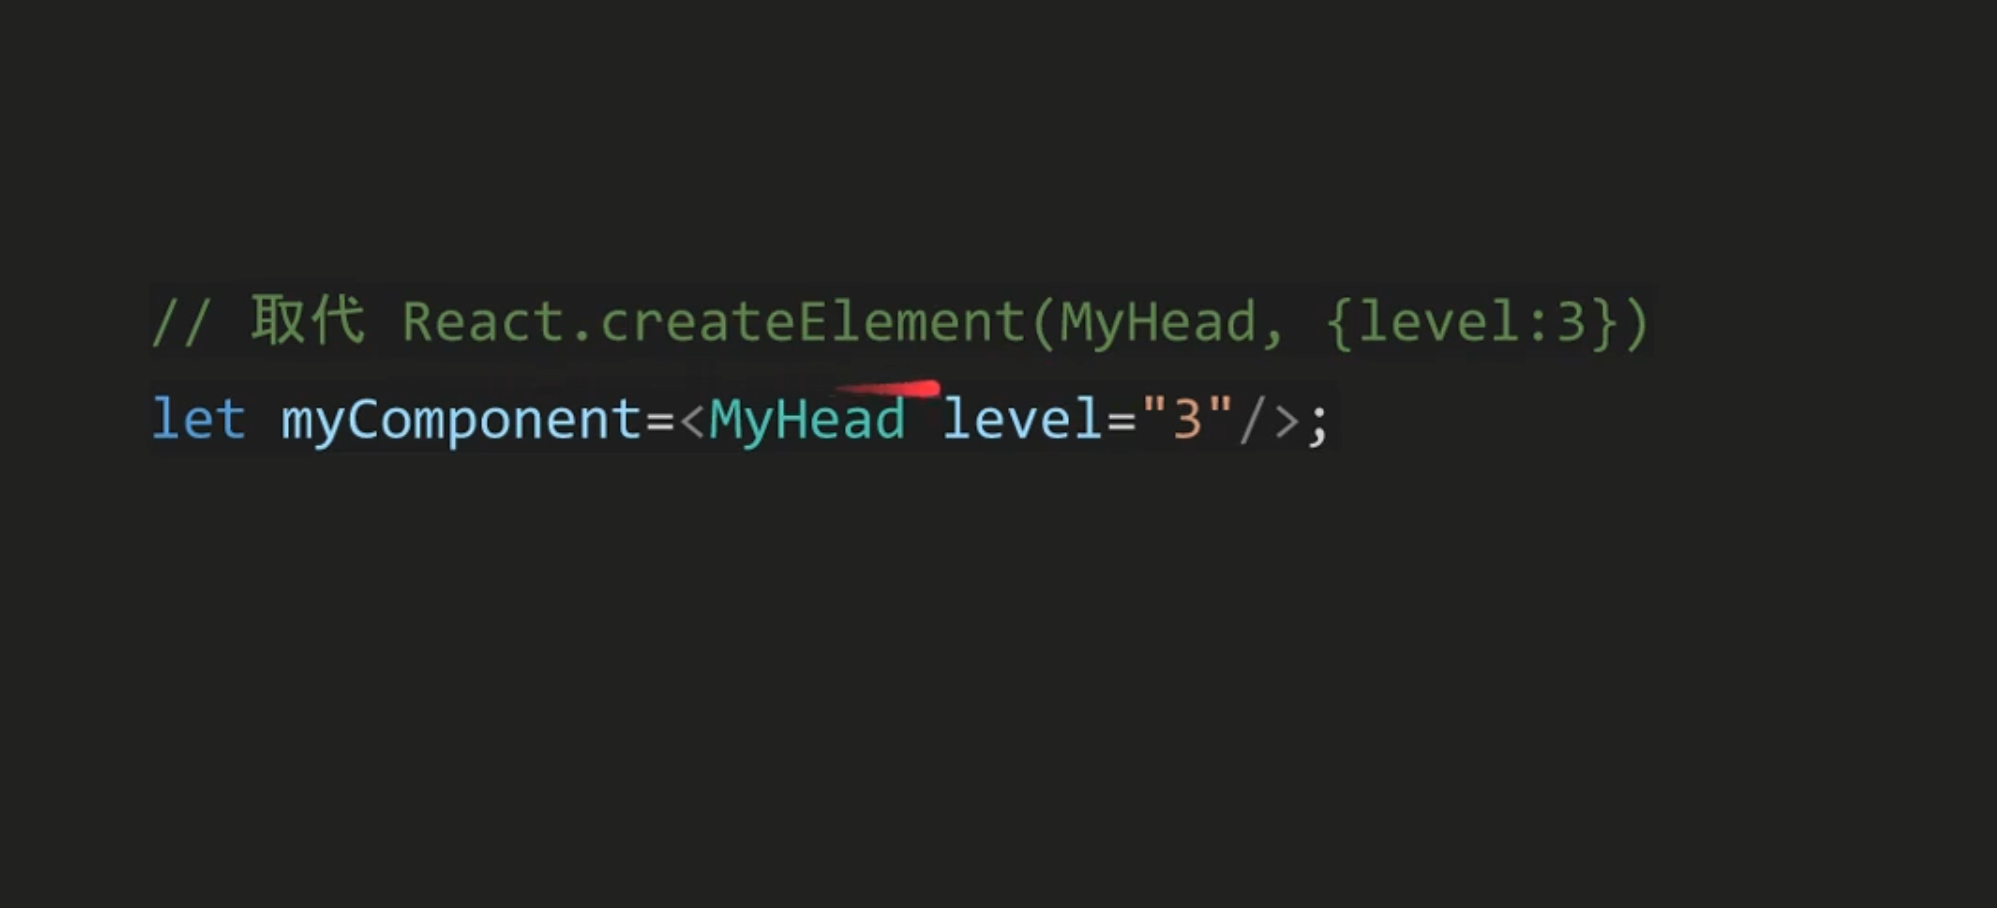 // 取代 React.createElement(MyHead, {level:3})
let myComponent=<MyHead level="3"/>;